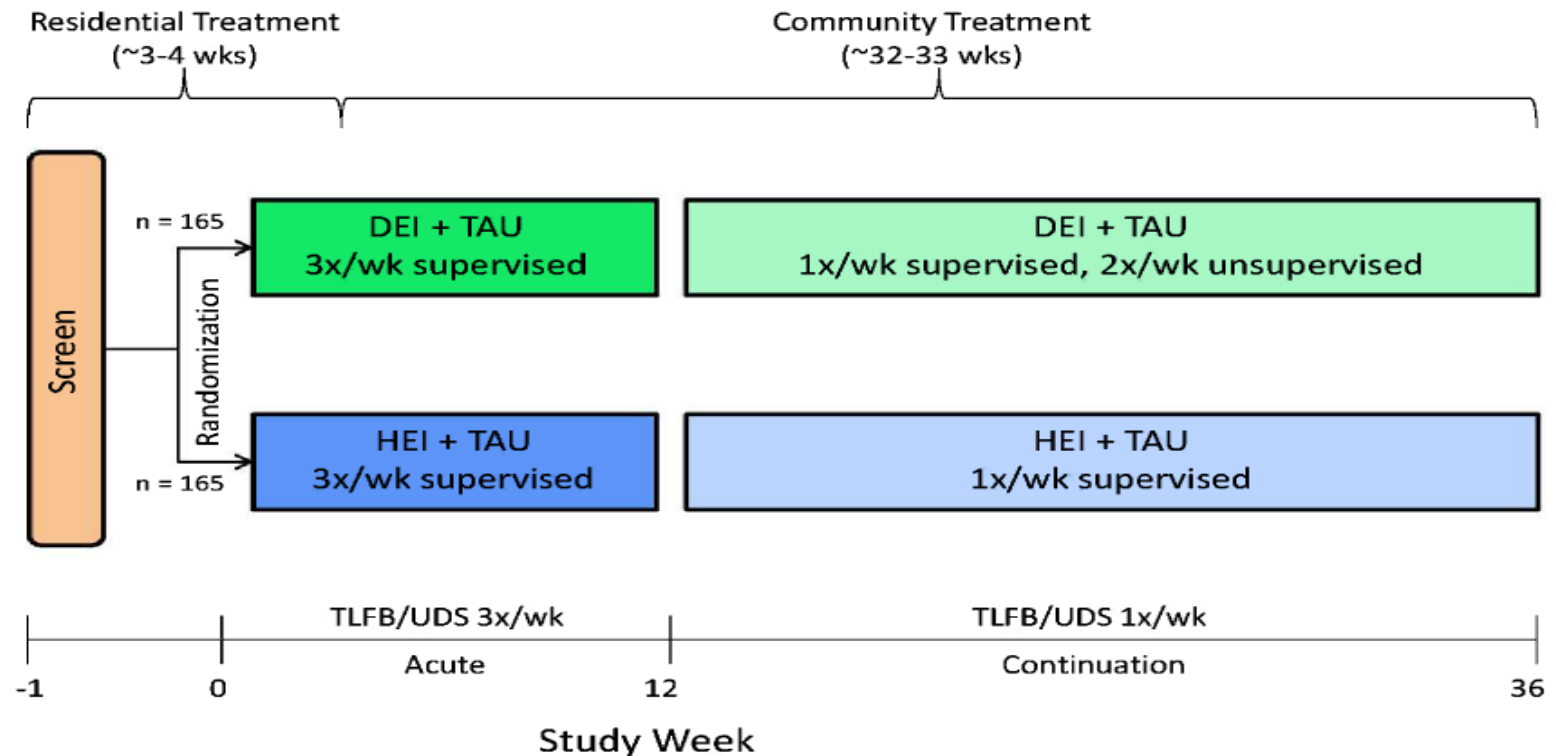 Residential Treatment
(~3-4 wks)
Community Treatment
(~32-33 wks)
Screen
n = 165
Randomization
n = 165
DEI + TAU
3x/wk supervised
DEI + TAU
1x/wk supervised, 2x/wk unsupervised
HEI + TAU
3x/wk supervised
HEI + TAU
1x/wk supervised
TLFB/UDS 3x/wk
TLFB/UDS 1x/wk
Acute
Continuation
-1
0
12
36
Study Week